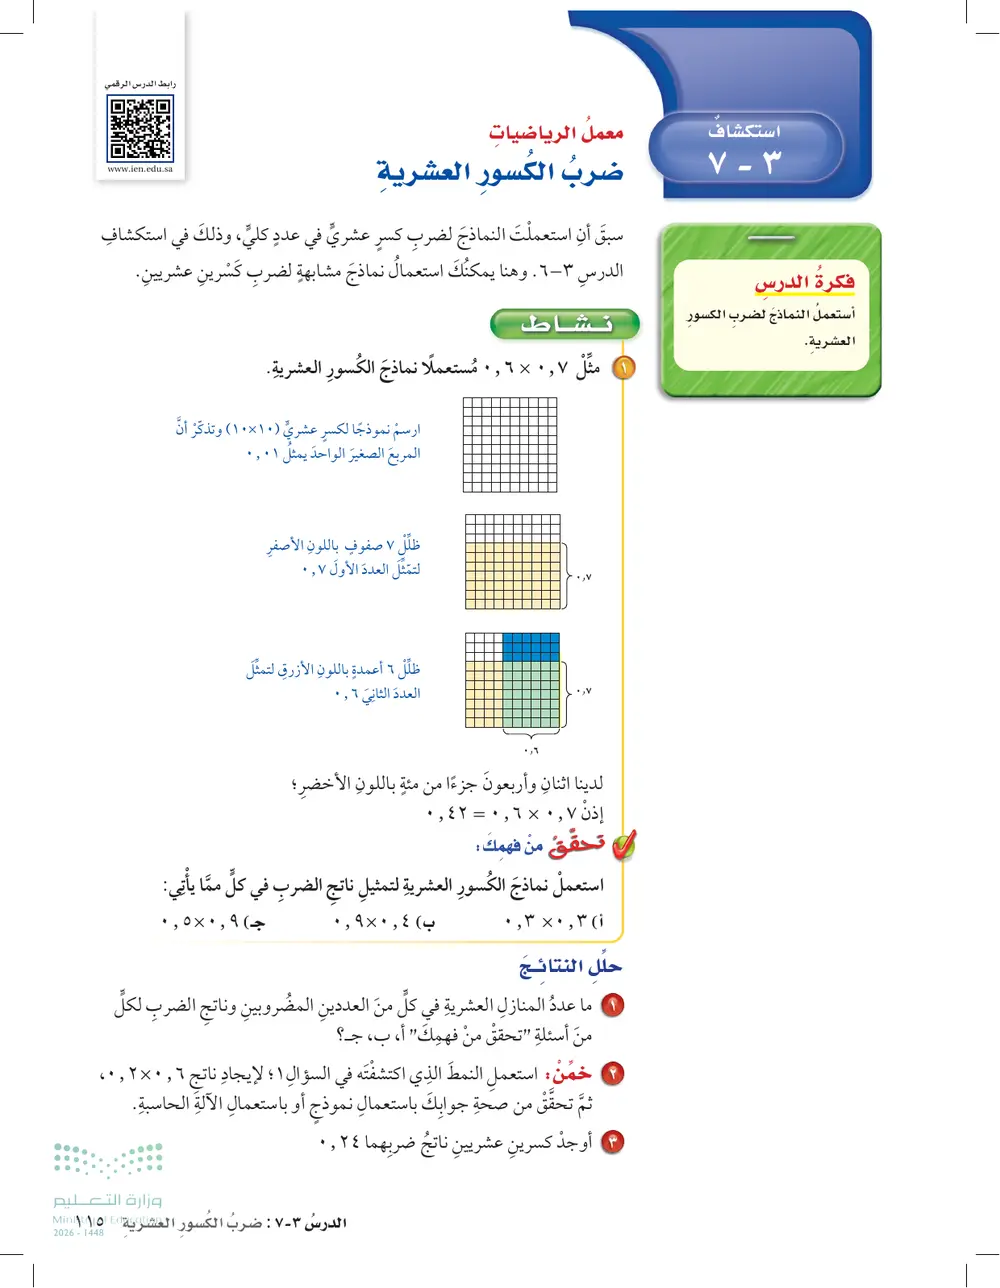 رابط الدرس الرقمي
www.ien.edu.sa
استكشافٌ
٣ - ٧
معملُ الرياضياتِ
ضربُ الكُسورِ العشريةِ
سبقَ أنِ استعملْتَ النماذجَ لضربِ كسرٍ عشريٍّ في عددٍ كليٍّ، وذلكَ في استكشافِ
الدرسِ ٣-٦. وهنا يمكنُكَ استعمالُ نماذجَ مشابهةٍ لضربِ كَسْرينِ عشريينِ.
فكرةُ الدرسِ
أستعملُ النماذجَ لضربِ الكسورِ
العشريةِ.
نشاط
١ مثِّلْ ٠,٧ × ٠,٦ مُستعملًا نماذجَ الكُسورِ العشريةِ.
ارسمْ نموذجًا لكسرٍ عشريٍّ (١٠×١٠) وتذكّرْ أنَّ
المربعَ الصغيرَ الواحدَ يمثلُ ٠,٠١
ظلِّلْ ٧ صفوفٍ باللونِ الأصفرِ
لتمّثِّلَ العددَ الأولَ ٠,٧
٠,٧
ظلِّلْ ٦ أعمدةٍ باللونِ الأزرقِ لتمثِّلَ
العددَ الثانِيَ ٠,٦
٠,٧
٠,٦
لدينا اثنانِ وأربعونَ جزءًا من مئةٍ باللونِ الأخضرِ؛
إذنْ ٠,٧ × ٠,٦ = ٠,٤٢
تحقَّقْ منْ فهمِكَ:
استعملْ نماذجَ الكُسورِ العشريةِ لتمثيلِ ناتجِ الضربِ في كلٍّ ممَّا يأْتِي:
أ) ٠,٣ × ٠,٣ ب) ٠,٤ × ٠,٩ جـ) ٠,٩ × ٠,٥
حلِّلِ النتائجَ
١ ما عددُ المنازلِ العشريةِ في كلٍّ منَ العددينِ المضُروبينِ وناتجِ الضربِ لكلٍّ
منَ أسئلةِ "تحققْ منْ فهمِكَ" أ، ب، جـ؟
٢ خمِّنْ: استعملِ النمطَ الذِي اكتشفْتَه في السؤالِ١؛ لإيجادِ ناتجِ ٠,٦ × ٠,٢،
ثمَّ تحقَّقْ من صحةِ جوابِكَ باستعمالِ نموذجٍ أو باستعمالِ الآلةِ الحاسبةِ.
٣ أوجدْ كسرينِ عشريينِ ناتجُ ضربِهما ٠,٢٤
وزارة التعليم
Ministry of Education
2026 - 1448
الدرسُ ٣-٧ : ضربُ الكُسورِ العشريةِ ١١٥